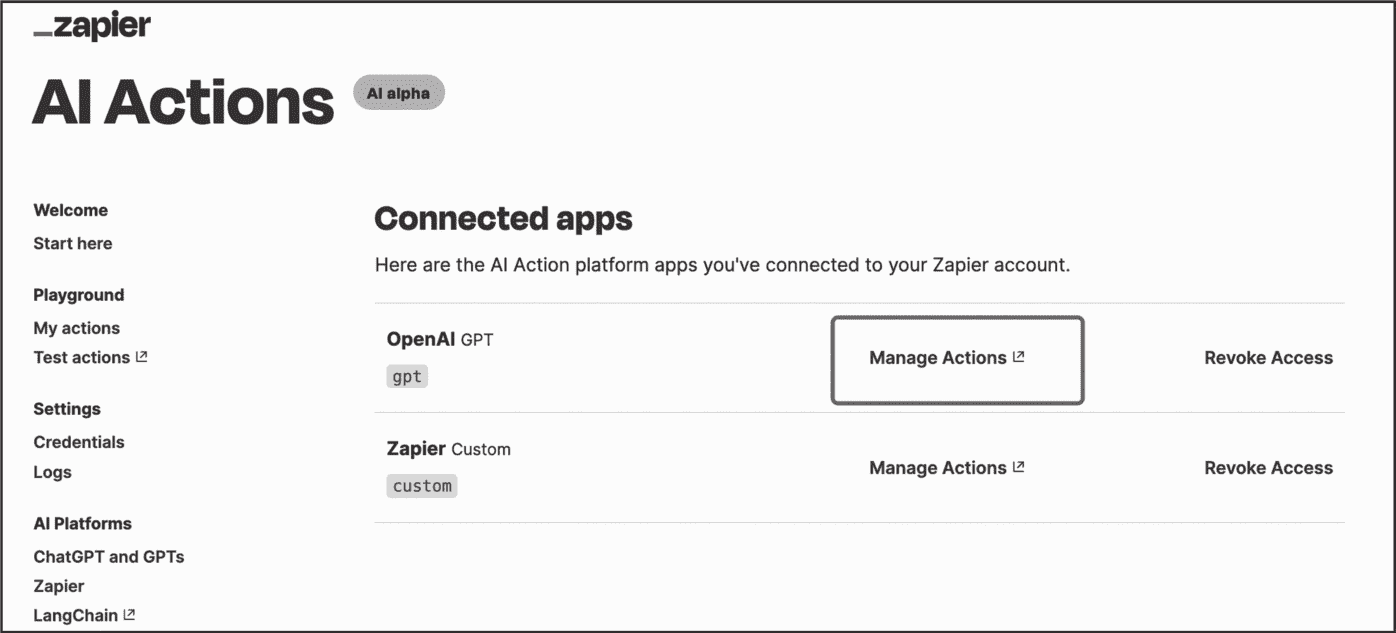 _zapier
AI Actions AI alpha
Welcome
Start here
Playground
My actions
Test actions
Settings
Credentials
Logs
AI Platforms
ChatGPT and GPTs
Zapier
LangChain
Connected apps
Here are the AI Action platform apps you've connected to your Zapier account.
OpenAI GPT
gpt
Manage Actions
Revoke Access
Zapier Custom
custom
Manage Actions
Revoke Access